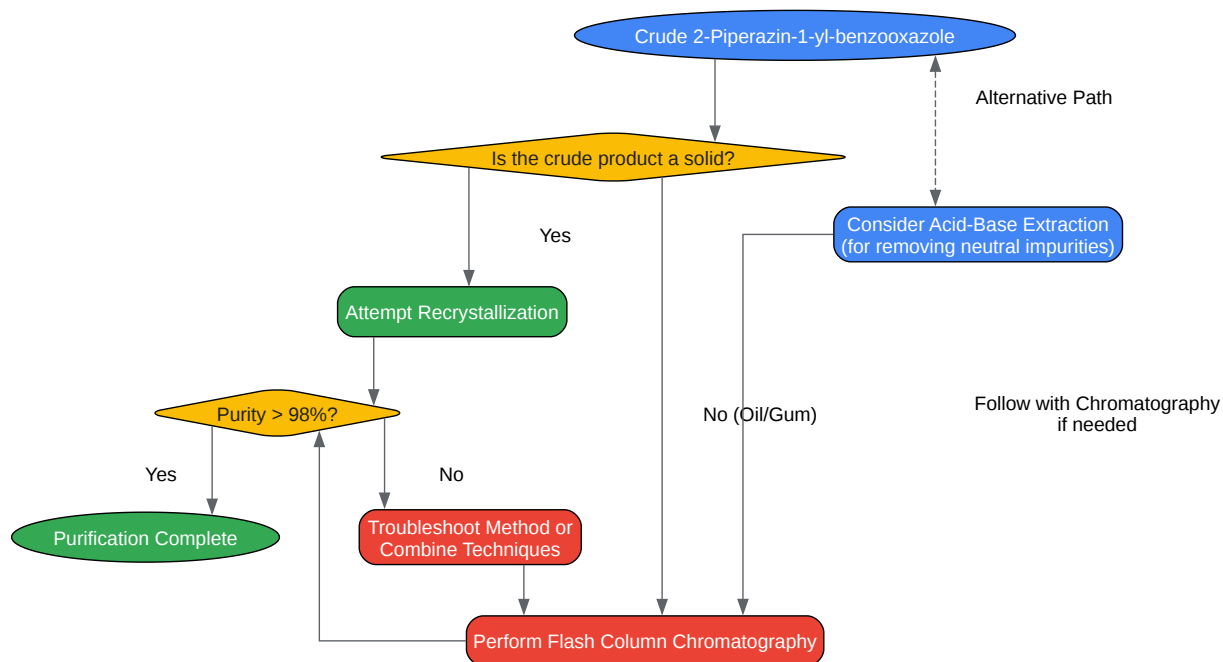 Crude 2-Piperazin-1-yl-benzooxazole
Alternative Path
Is the crude product a solid?
Consider Acid-Base Extraction
(for removing neutral impurities)
Yes
Attempt Recrystallization
Purity > 98%?
No (Oil/Gum)
Follow with Chromatography
if needed
Yes
No
Purification Complete
Troubleshoot Method or
Combine Techniques
Perform Flash Column Chromatography